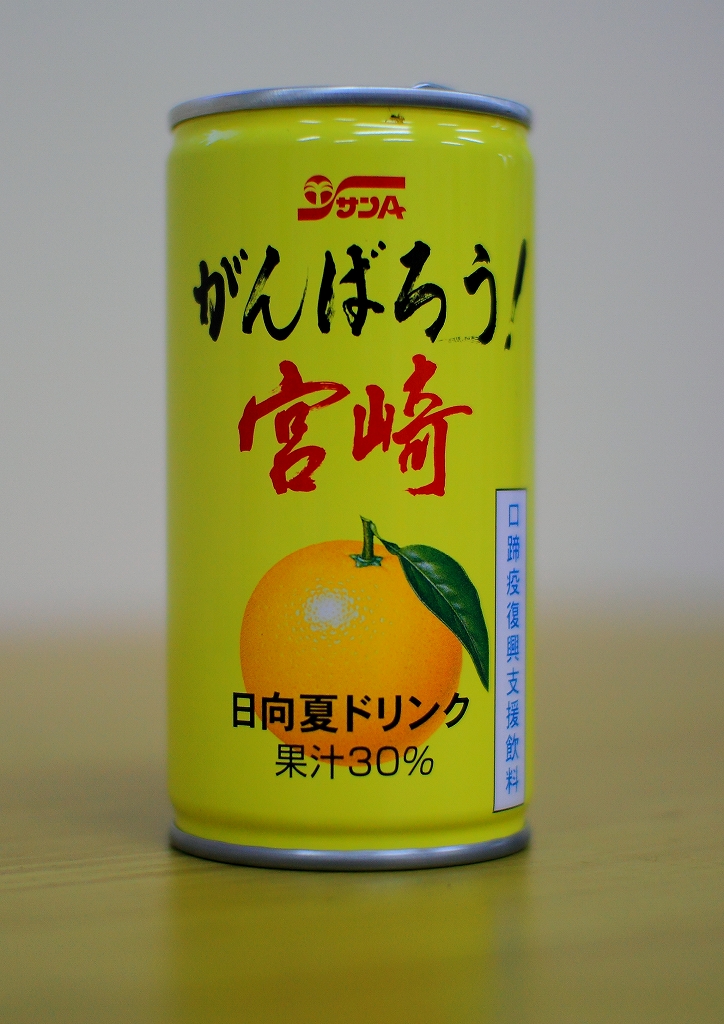 サンA
がんばろう!
宮崎
日向夏ドリンク
果汁30%
口蹄疫復興支援飲料